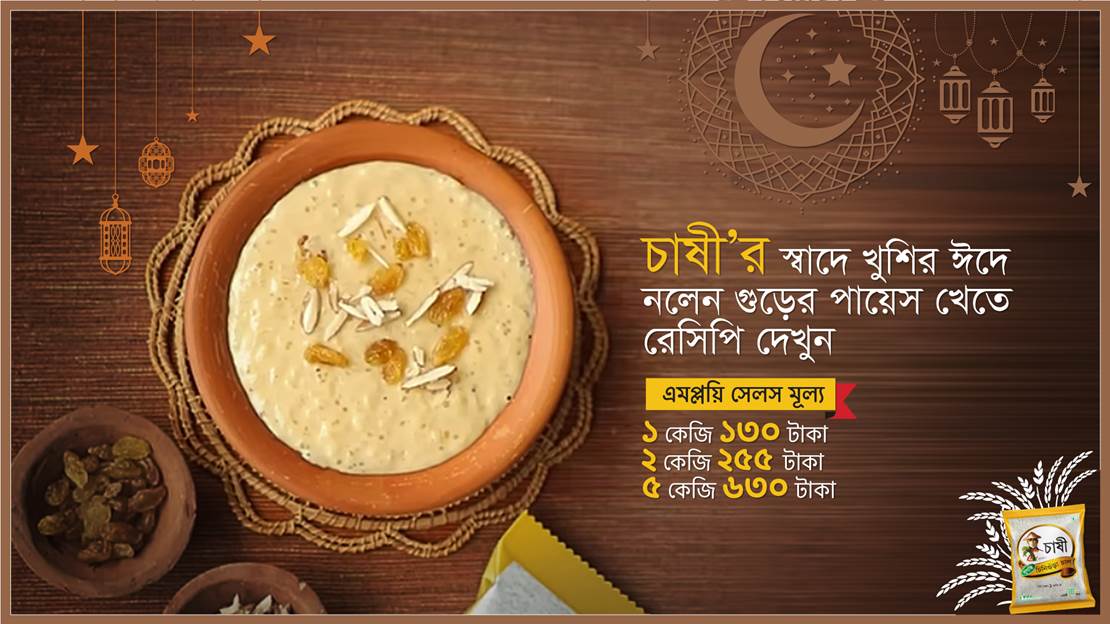 চাষী'র স্বাদে খুশির ঈদে
নলেন গুড়ের পায়েস খেতে
রেসিপি দেখুন
এমপ্লয়ি সেলস মূল্য
১ কেজি ১৩০ টাকা
২ কেজি ২৫৫ টাকা
৫ কেজি ৬৩০ টাকা
চাষী
চিনিগুড়া চাল